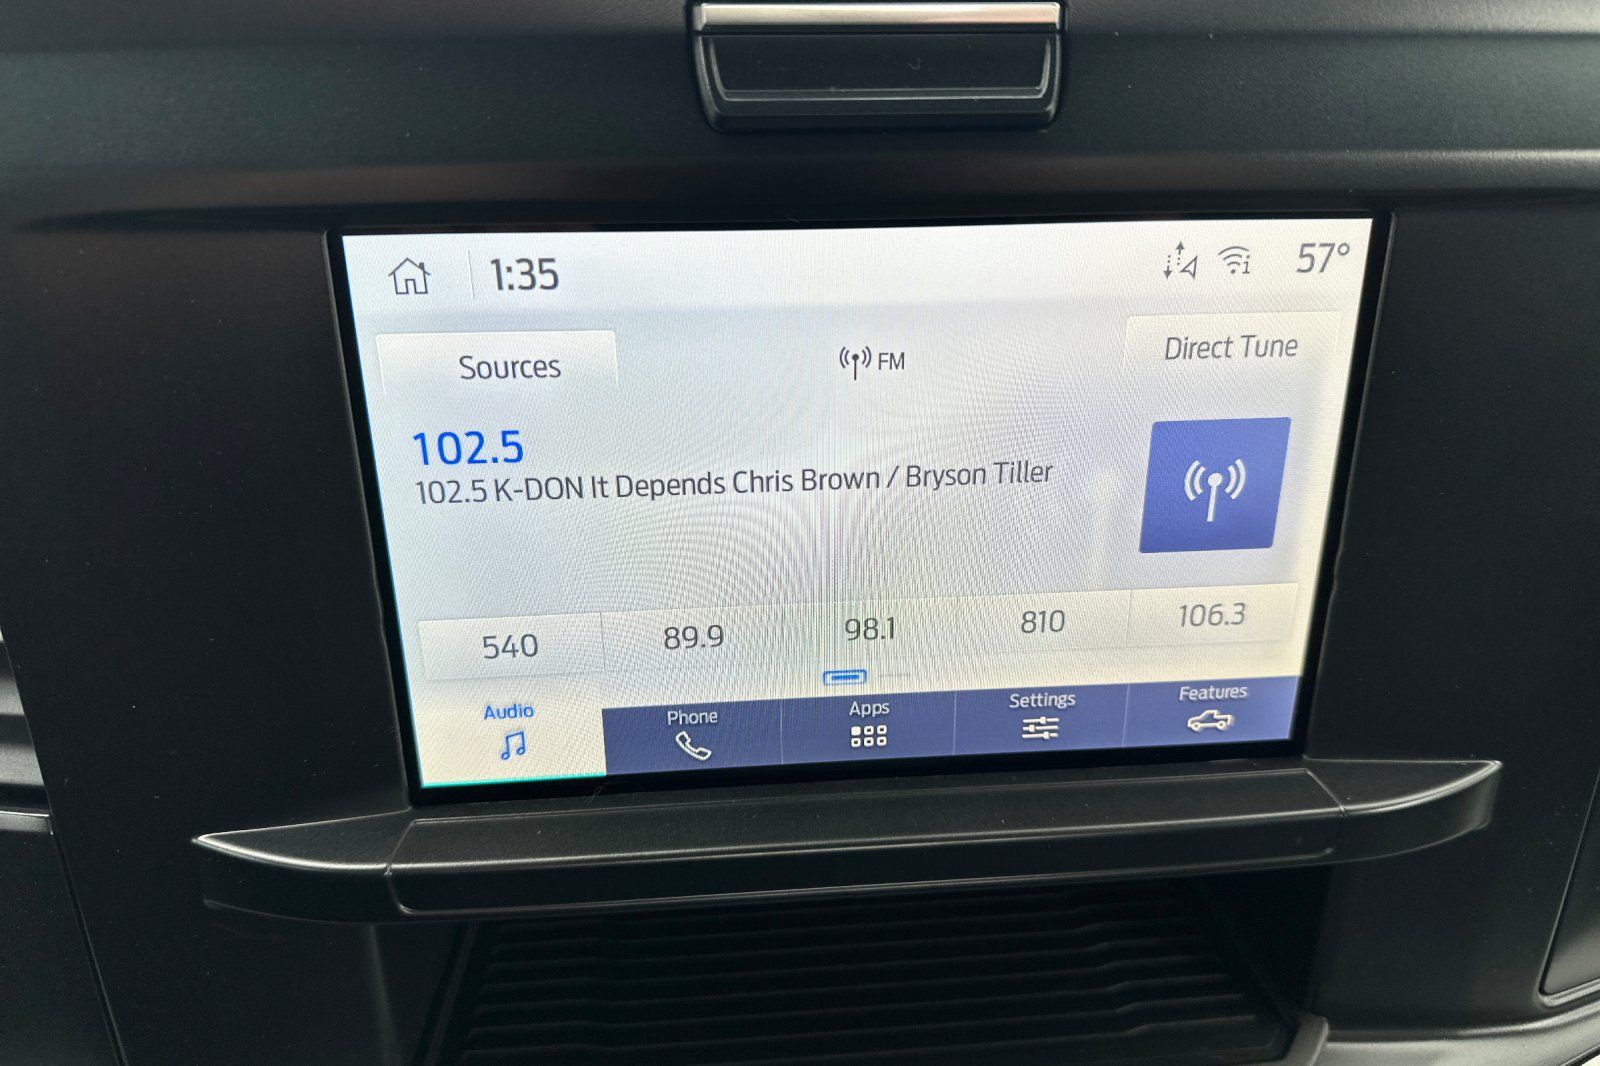 1:35
57°
Sources
FM
Direct Tune
102.5
102.5 K-DON It Depends Chris Brown / Bryson Tiller
540 89.9 98.1 810 106.3
Audio Phone Apps Settings Features